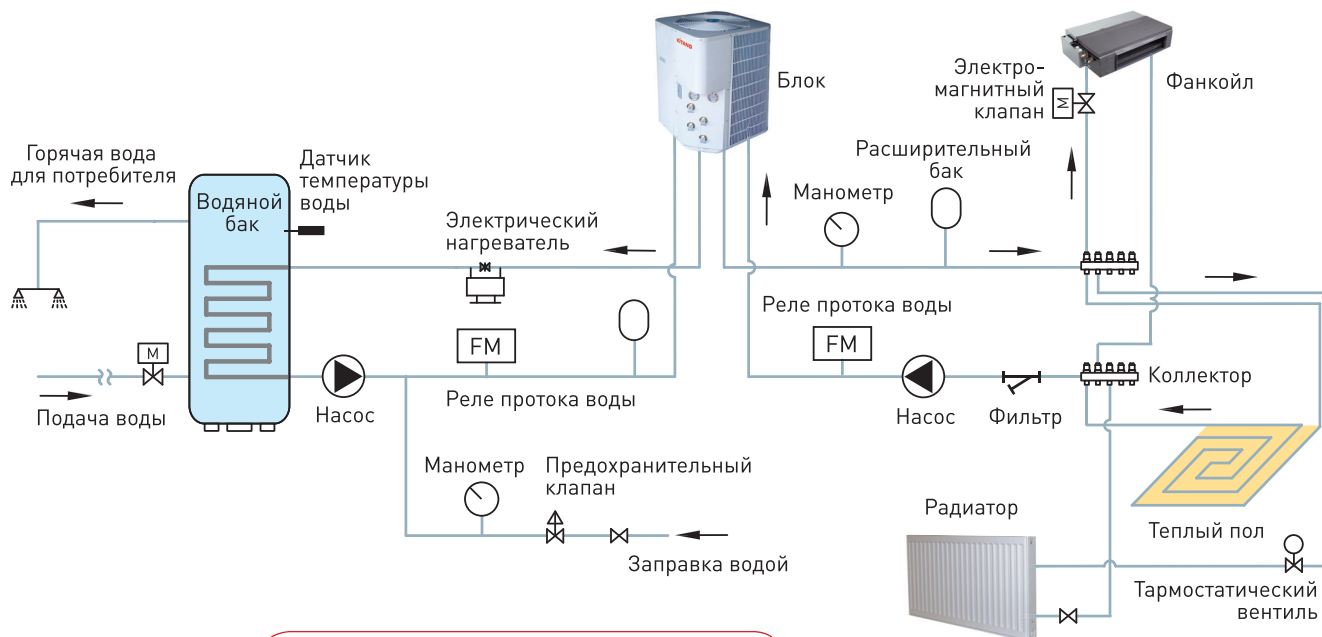 Блок
Электро-
магнитный
клапан
M
Фанкойл
Горячая вода
для потребителя
Датчик
температуры
воды
Водяной
бак
Электрический
нагреватель
Манометр
Расширительный
бак
M
Подача воды
Насос
FM
Реле протока воды
Реле протока воды
FM
Насос
Фильтр
Коллектор
Манометр
Предохранительный
клапан
Заправка водой
Радиатор
Теплый пол
Тармостатический
вентиль